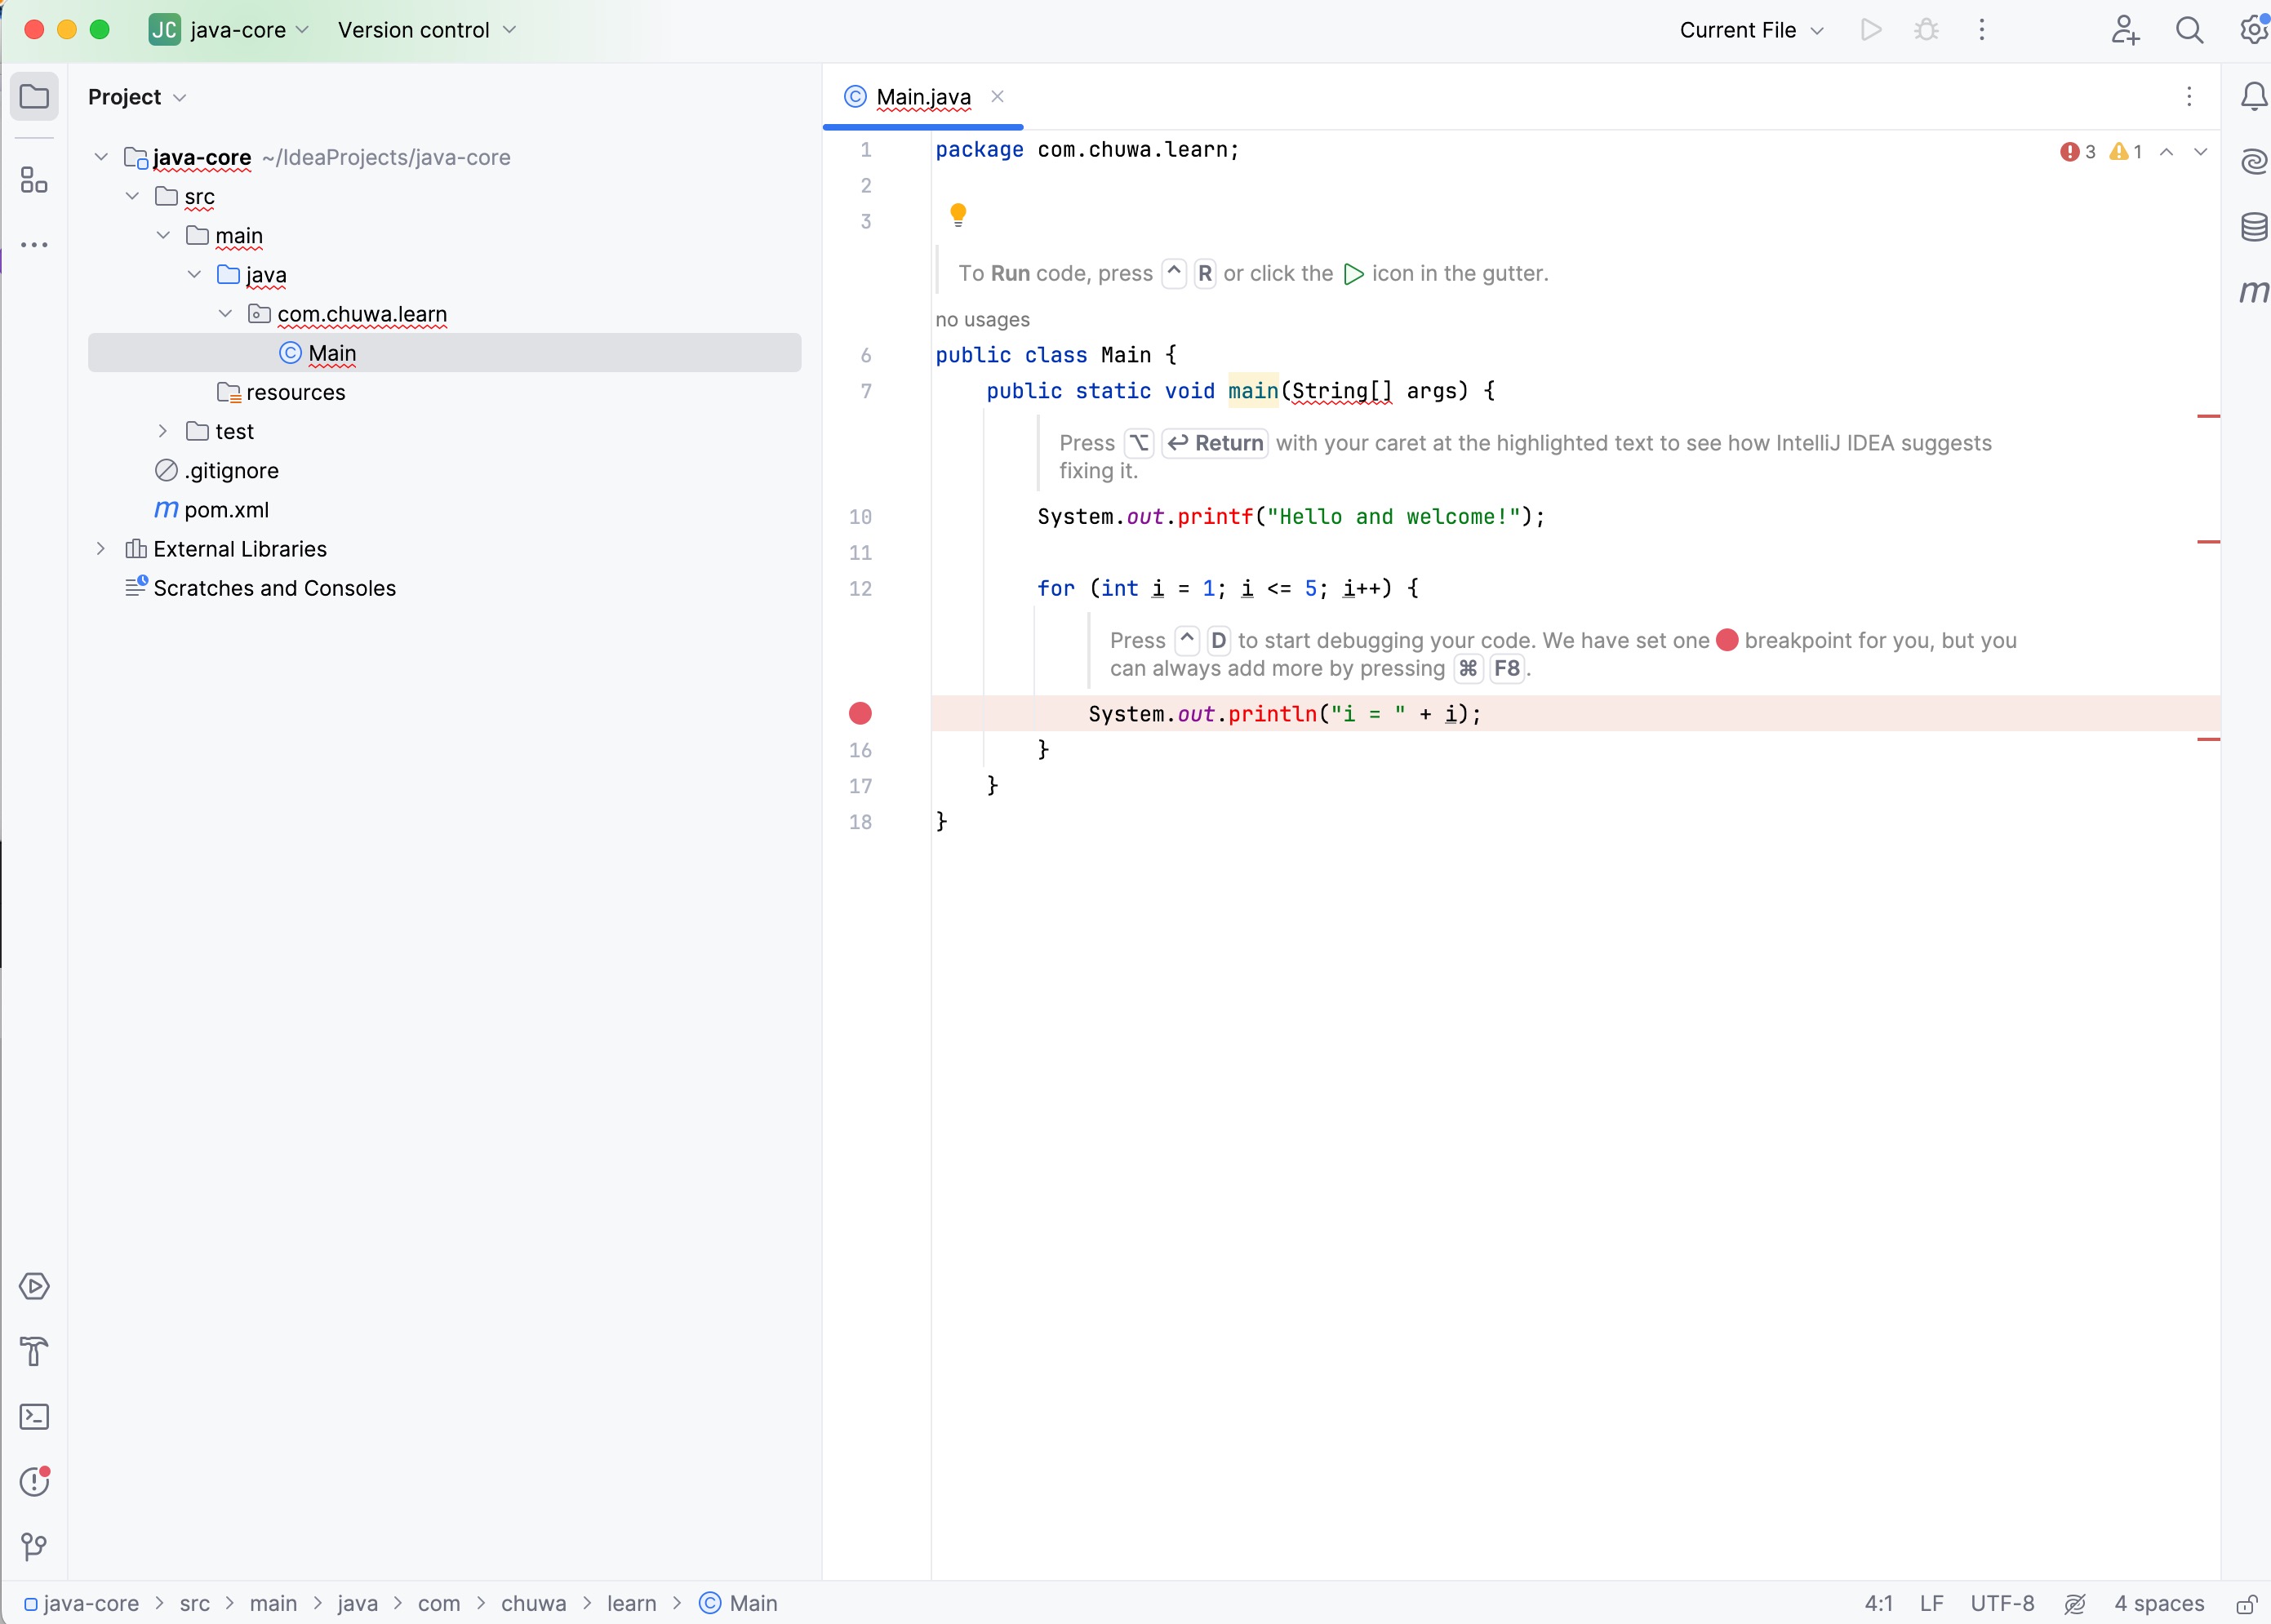 JC java-core Version control Current File
Project
java-core ~/IdeaProjects/java-core
src
main
java
com.chuwa.learn
Main
resources
test
.gitignore
pom.xml
External Libraries
Scratches and Consoles
Main.java
3 1
1 package com.chuwa.learn;
2
3
To Run code, press ^ R or click the icon in the gutter.
no usages
6 public class Main {
7 public static void main(String[] args) {
Press ⌥ ↩ Return with your caret at the highlighted text to see how IntelliJ IDEA suggests
fixing it.
10 System.out.printf("Hello and welcome!");
11
12 for (int i = 1; i <= 5; i++) {
Press ^ D to start debugging your code. We have set one breakpoint for you, but you
can always add more by pressing ⌘ F8.
System.out.println("i = " + i);
16 }
17 }
18 }
m
java-core > src > main > java > com > chuwa > learn > Main 4:1 LF UTF-8 4 spaces